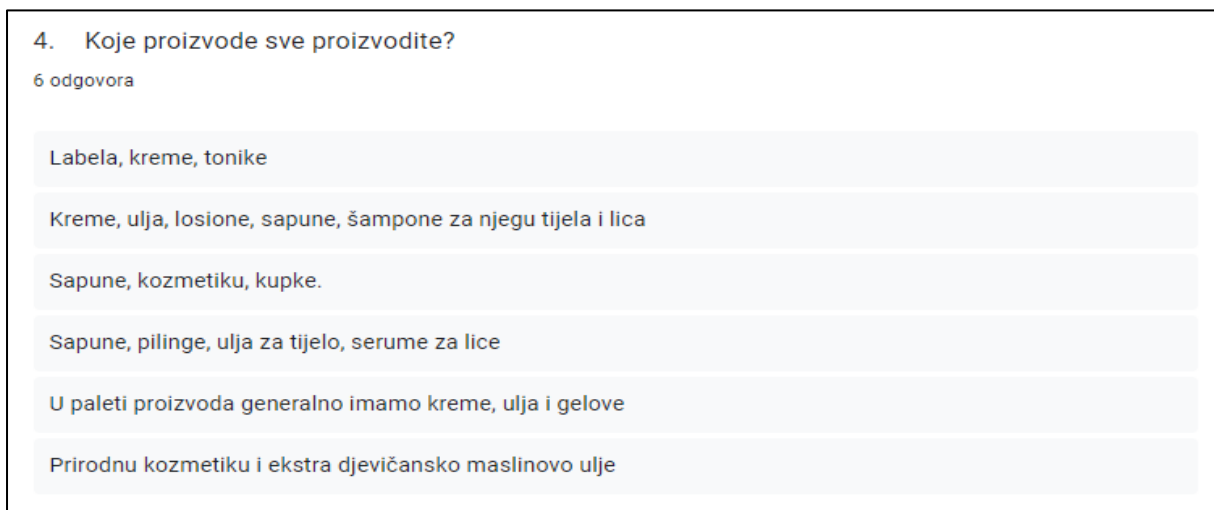 4. Koje proizvode sve proizvodite?
6 odgovora
Labela, kreme, tonike
Kreme, ulja, losione, sapune, šampone za njegu tijela i lica
Sapune, kozmetiku, kupke.
Sapune, pilinge, ulja za tijelo, serume za lice
U paleti proizvoda generalno imamo kreme, ulja i gelove
Prirodnu kozmetiku i ekstra djevičansko maslinovo ulje